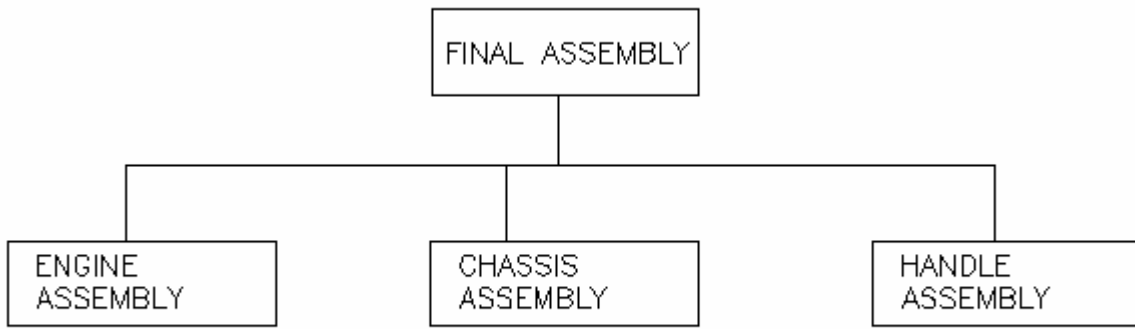 FINAL ASSEMBLY
ENGINE
ASSEMBLY
CHASSIS
ASSEMBLY
HANDLE
ASSEMBLY